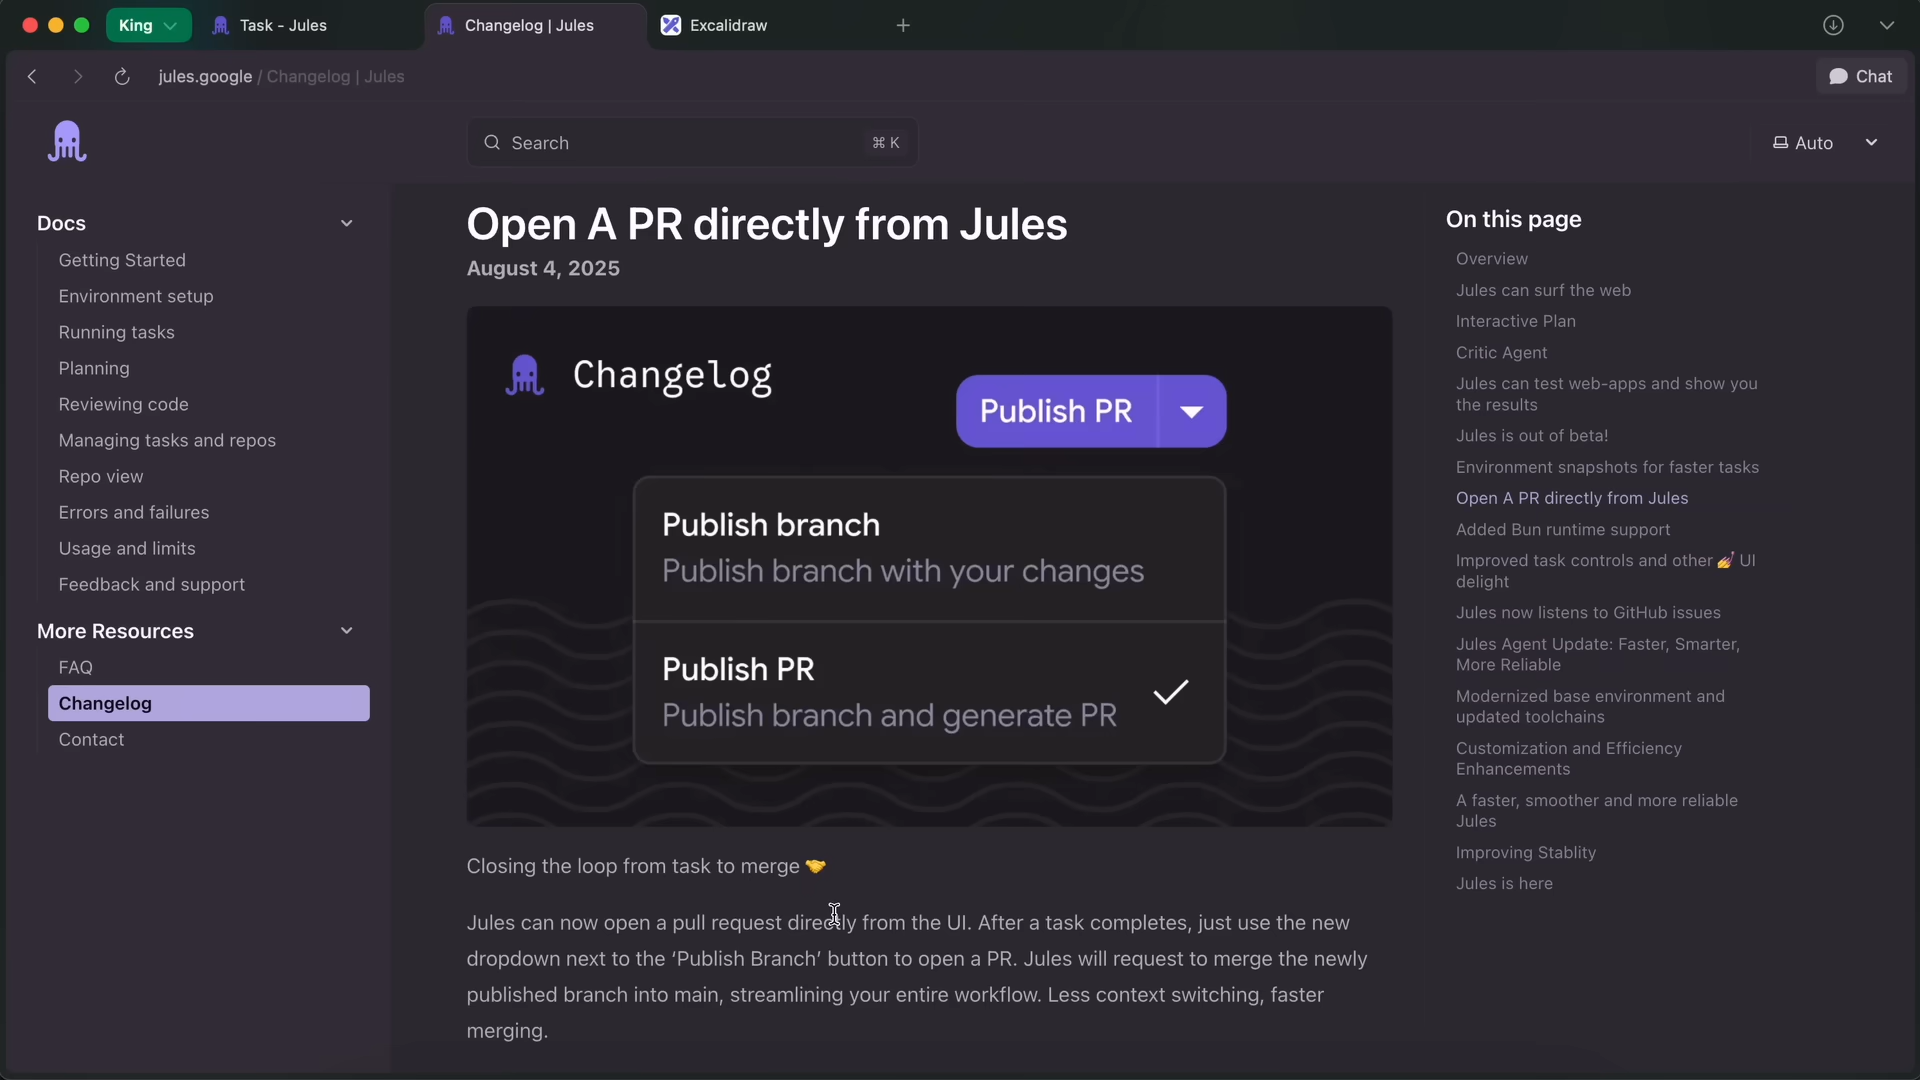 King
Task - Jules
Changelog | Jules
Excalidraw
jules.google / Changelog | Jules
Chat
Search
⌘ K
Auto
Docs
Getting Started
Environment setup
Running tasks
Planning
Reviewing code
Managing tasks and repos
Repo view
Errors and failures
Usage and limits
Feedback and support
More Resources
FAQ
Changelog
Contact
Open A PR directly from Jules
August 4, 2025
Changelog
Publish PR
Publish branch
Publish branch with your changes
Publish PR
Publish branch and generate PR
Closing the loop from task to merge 🤝
Jules can now open a pull request directly from the UI. After a task completes, just use the new
dropdown next to the ‘Publish Branch’ button to open a PR. Jules will request to merge the newly
published branch into main, streamlining your entire workflow. Less context switching, faster
merging.
On this page
Overview
Jules can surf the web
Interactive Plan
Critic Agent
Jules can test web-apps and show you
the results
Jules is out of beta!
Environment snapshots for faster tasks
Open A PR directly from Jules
Added Bun runtime support
Improved task controls and other 💅 UI
delight
Jules now listens to GitHub issues
Jules Agent Update: Faster, Smarter,
More Reliable
Modernized base environment and
updated toolchains
Customization and Efficiency
Enhancements
A faster, smoother and more reliable
Jules
Improving Stablity
Jules is here